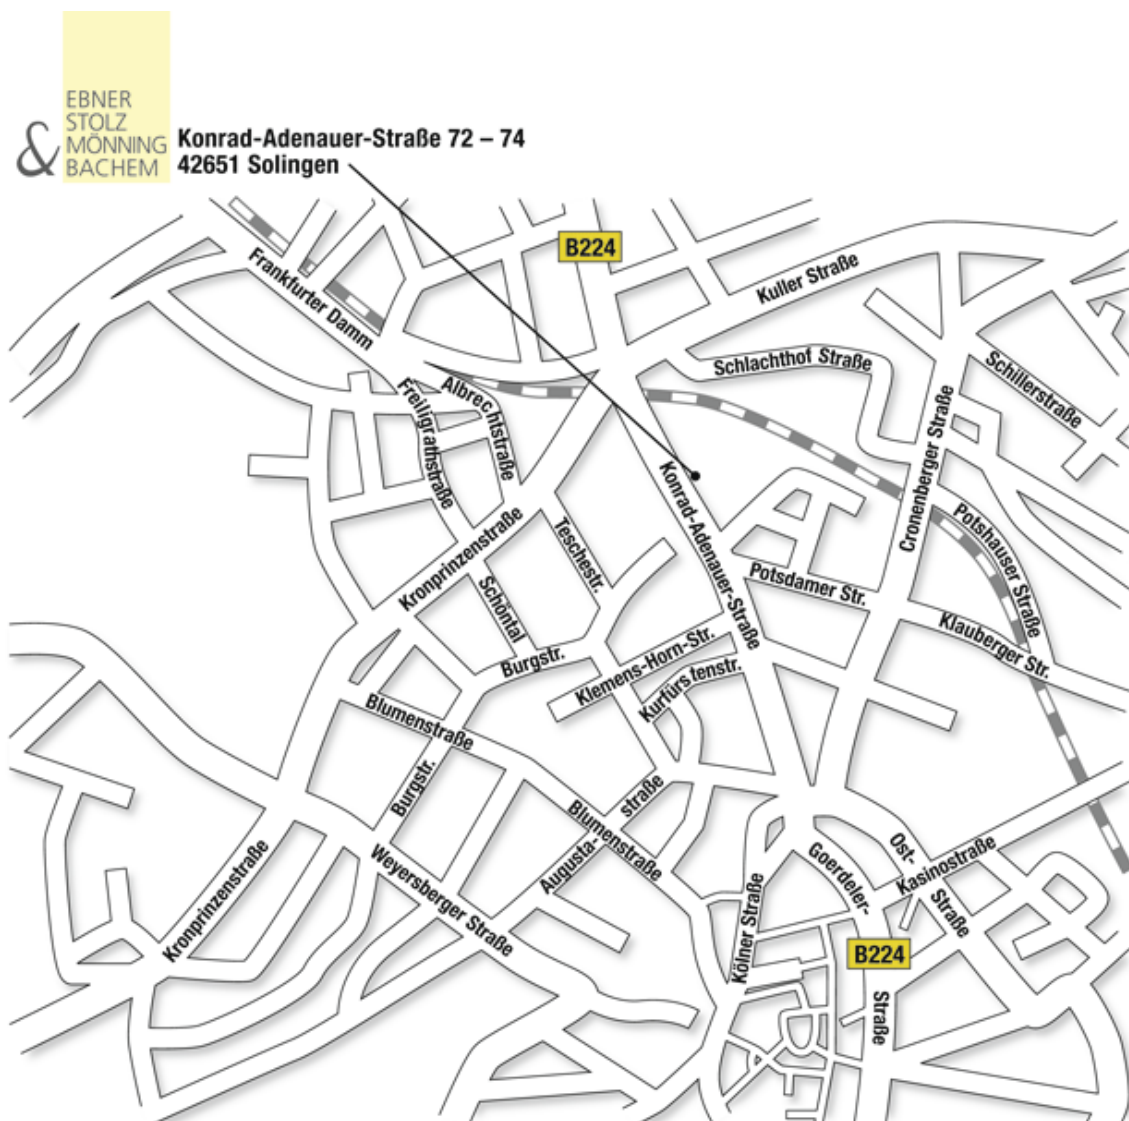 EBNER
STOLZ
& MÖNNING
BACHEM
Konrad-Adenauer-Straße 72 – 74
42651 Solingen
B224
Frankfurter Damm
Kuller Straße
Schlachthof Straße
Schillerstraße
Freiligrathstraße
Albrechtstraße
Cronenberger Straße
Konrad-Adenauer-Straße
Kronprinzenstraße
Teschestr.
Potshauser Straße
Potsdamer Str.
Schöntal
Klauberger Str.
Burgstr.
Klemens-Horn-Str.
Kurfürstenstr.
Blumenstraße
Burgstr.
Augusta-
straße
Blumenstraße
Weyersberger Straße
Kronprinzenstraße
Goerdeler-
Straße
Ost-
Straße
Kasinostraße
Kölner Straße
B224